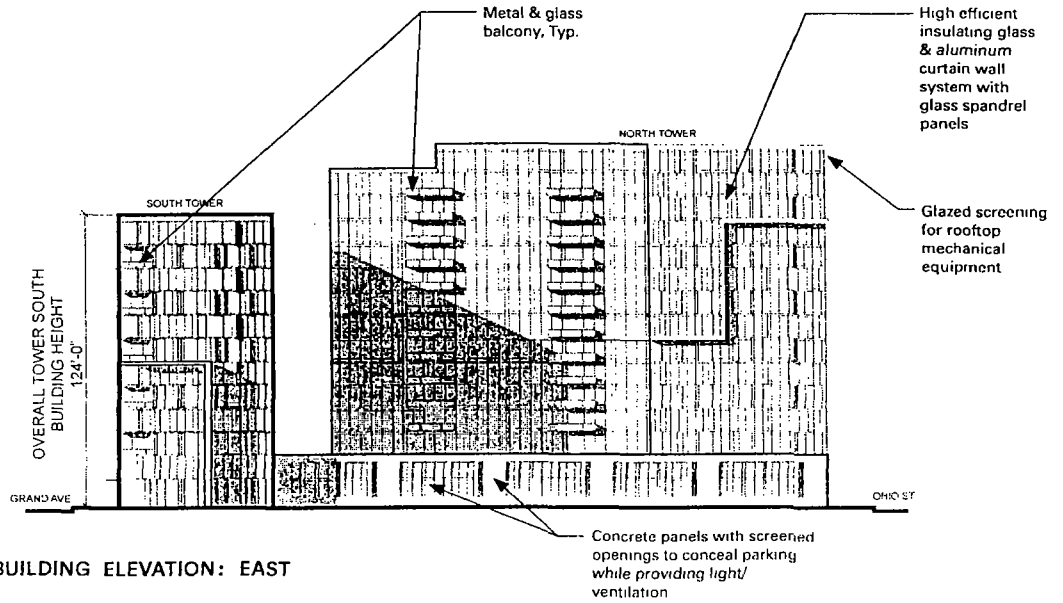 Metal & glass
balcony, Typ.
High efficient
insulating glass
& aluminum
curtain wall
system with
glass spandrel
panels
NORTH TOWER
SOUTH TOWER
Glazed screening
for rooftop
mechanical
equipment
OVERALL TOWER SOUTH
BUILDING HEIGHT
124'-0"
GRAND AVE
OHIO ST
Concrete panels with screened
openings to conceal parking
while providing light/
ventilation
BUILDING ELEVATION: EAST